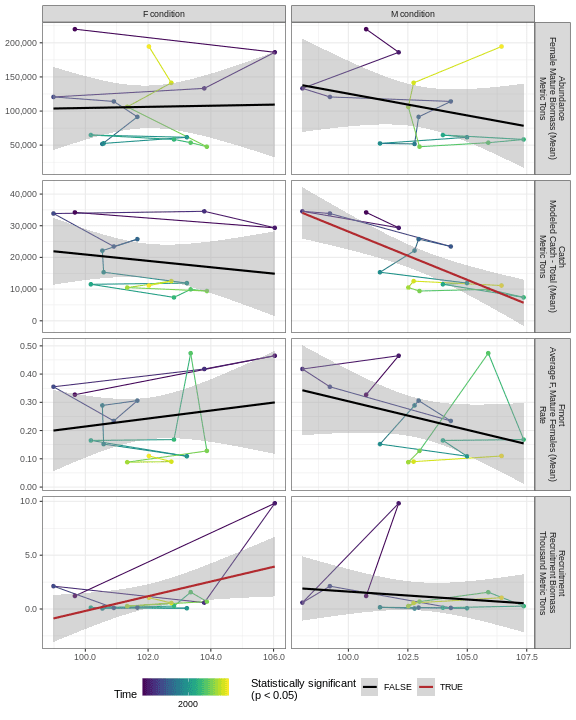 F condition
M condition
200,000
150,000
100,000
50,000
Abundance
Female Mature Biomass (Mean)
Metric Tons
40,000
30,000
20,000
10,000
0
Catch
Modeled Catch - Total (Mean)
Metric Tons
0.50
0.40
0.30
0.20
0.10
0.00
Fmort
Average F, Mature Females (Mean)
Rate
10.0
5.0
0.0
Recruitment
Recruitment Biomass
Thousand Metric Tons
100.0 102.0 104.0 106.0
100.0 102.5 105.0 107.5
Time
2000
Statistically significant
(p < 0.05)
FALSE
TRUE